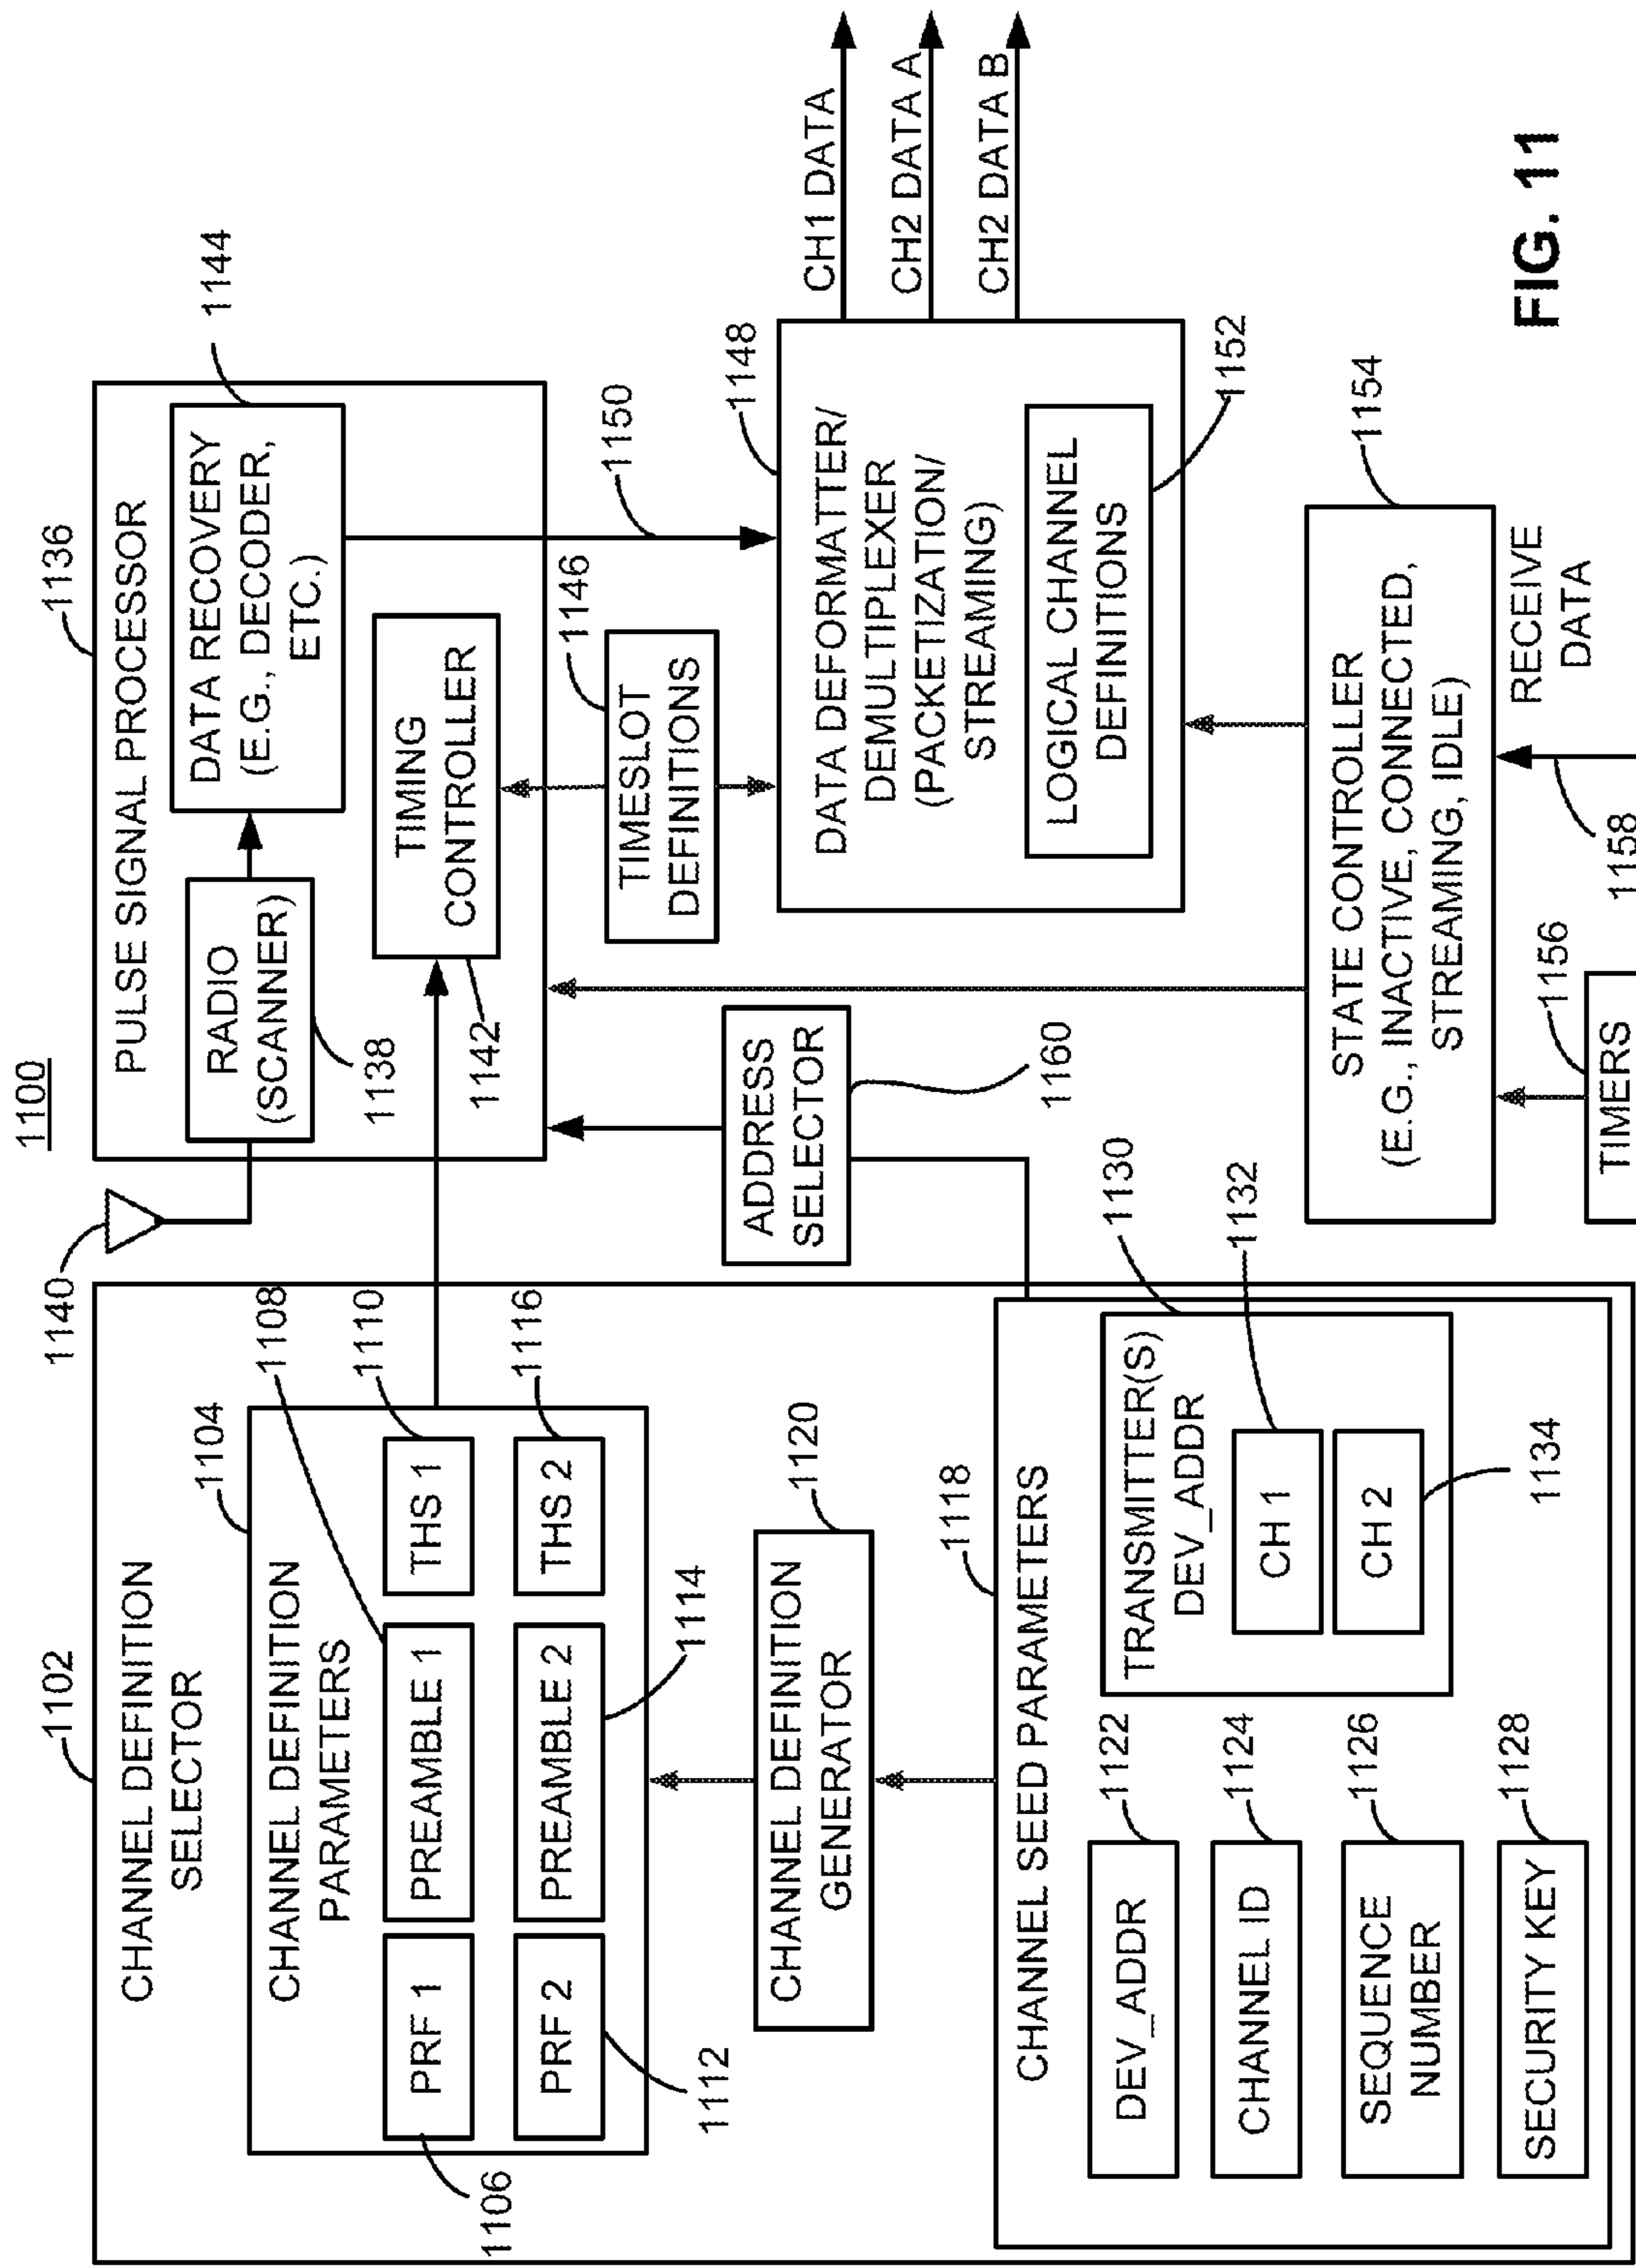 1100
1102
CHANNEL DEFINITION
SELECTOR
1104
CHANNEL DEFINITION
PARAMETERS
1108
1110
PRF 1
PREAMBLE 1
THS 1
1106
PRF 2
PREAMBLE 2
THS 2
1112
1114
1116
1120
CHANNEL DEFINITION
GENERATOR
1118
CHANNEL SEED PARAMETERS
1122
DEV_ADDR
1124
CHANNEL ID
1126
SEQUENCE
NUMBER
1128
SECURITY KEY
1130
TRANSMITTER(S)
DEV_ADDR
1132
CH 1
CH 2
1134
1140
1136
PULSE SIGNAL PROCESSOR
RADIO
(SCANNER)
1138
1144
DATA RECOVERY
(E.G., DECODER,
ETC.)
TIMING
CONTROLLER
1142
1146
TIMESLOT
DEFINITIONS
1150
ADDRESS
SELECTOR
1160
1148
DATA DEFORMATTER/
DEMULTIPLEXER
(PACKETIZATION/
STREAMING)
LOGICAL CHANNEL
DEFINITIONS
1152
CH1 DATA
CH2 DATA A
CH2 DATA B
1154
STATE CONTROLLER
(E.G., INACTIVE, CONNECTED,
STREAMING, IDLE)
1156
TIMERS
1158
RECEIVE
DATA
FIG. 11